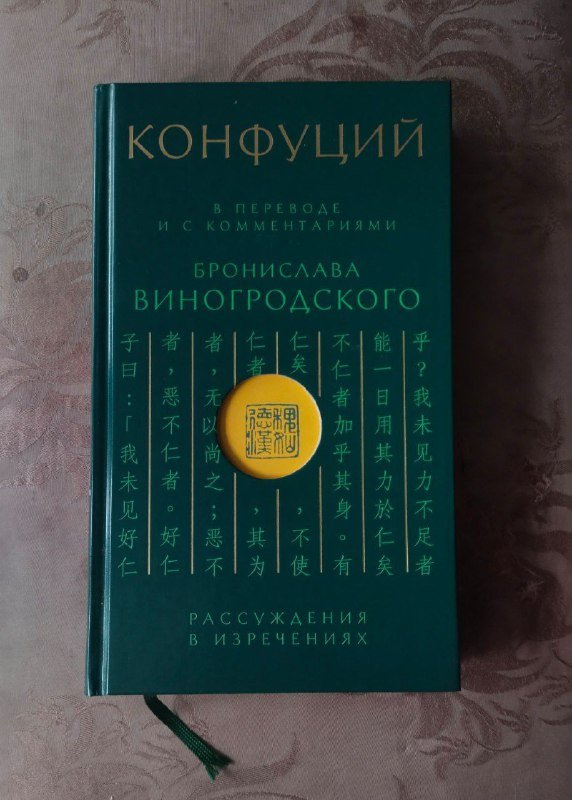 КОНФУЦИЙ
В ПЕРЕВОДЕ
И С КОММЕНТАРИЯМИ
БРОНИСЛАВА
ВИНОГРОДСКОГО
子曰：「我未见好仁
者，恶不仁者。好仁
者，无以尚之；恶不
仁者，其为
仁矣，不使
不仁者加乎其身。有
能一日用其力於仁矣
乎？我未见力不足者
РАССУЖДЕНИЯ
В ИЗРЕЧЕНИЯХ